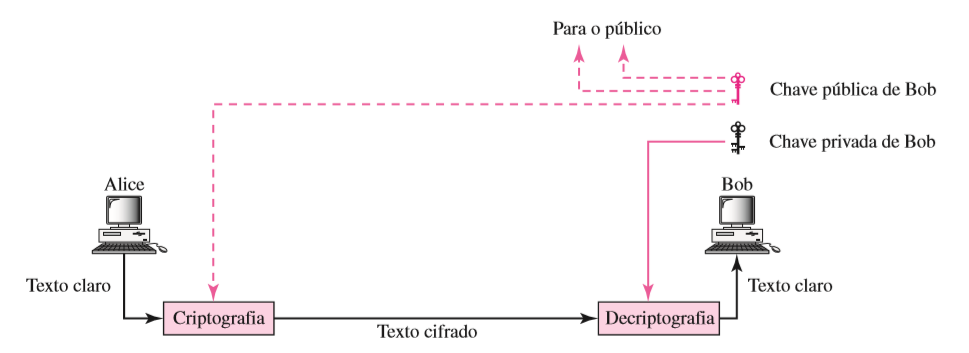 Para o público
Chave pública de Bob
Chave privada de Bob
Alice
Bob
Texto claro
Texto claro
Criptografia
Texto cifrado
Decriptografia